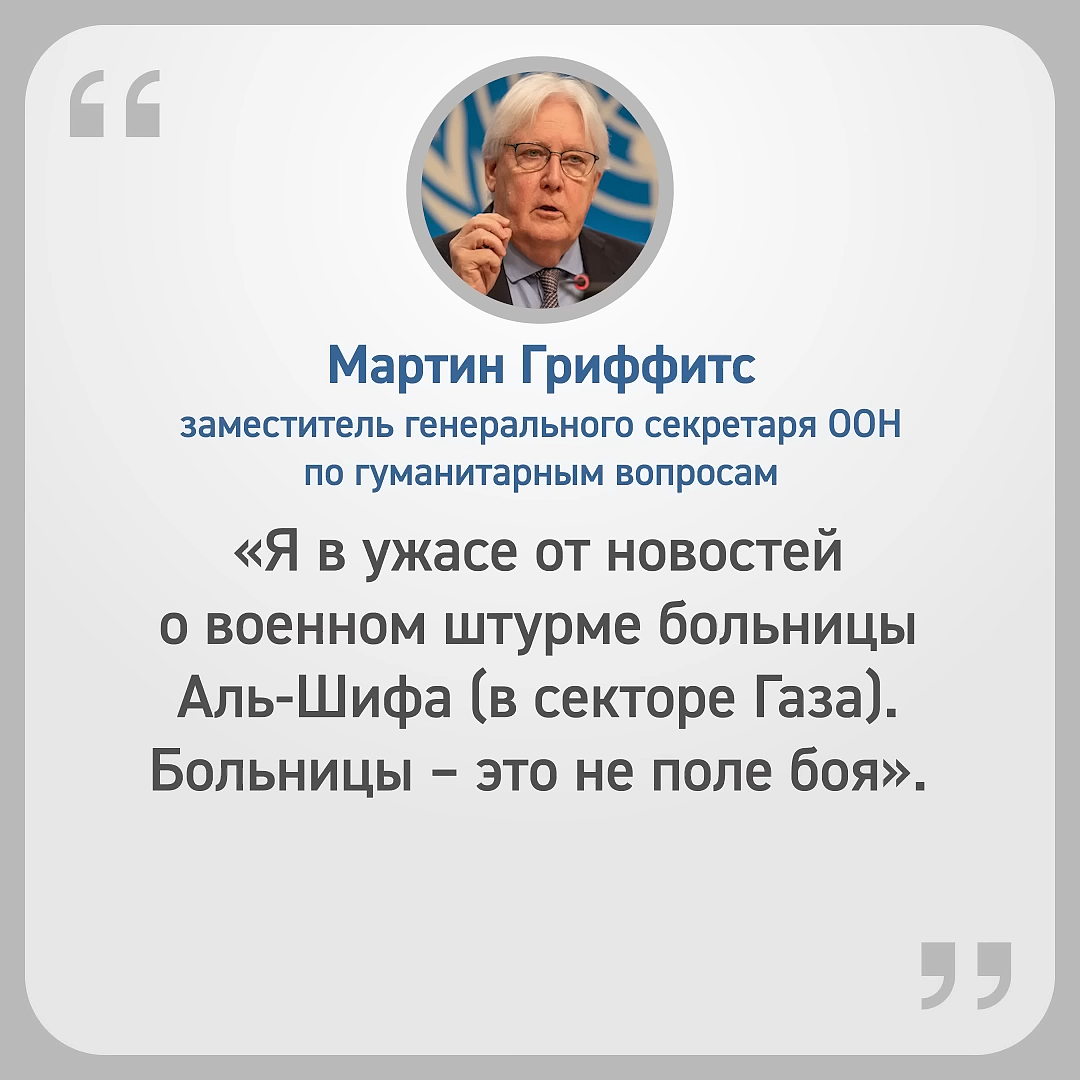 Мартин Гриффитс
заместитель генерального секретаря ООН
по гуманитарным вопросам
«Я в ужасе от новостей
о военном штурме больницы
Аль-Шифа (в секторе Газа).
Больницы – это не поле боя».